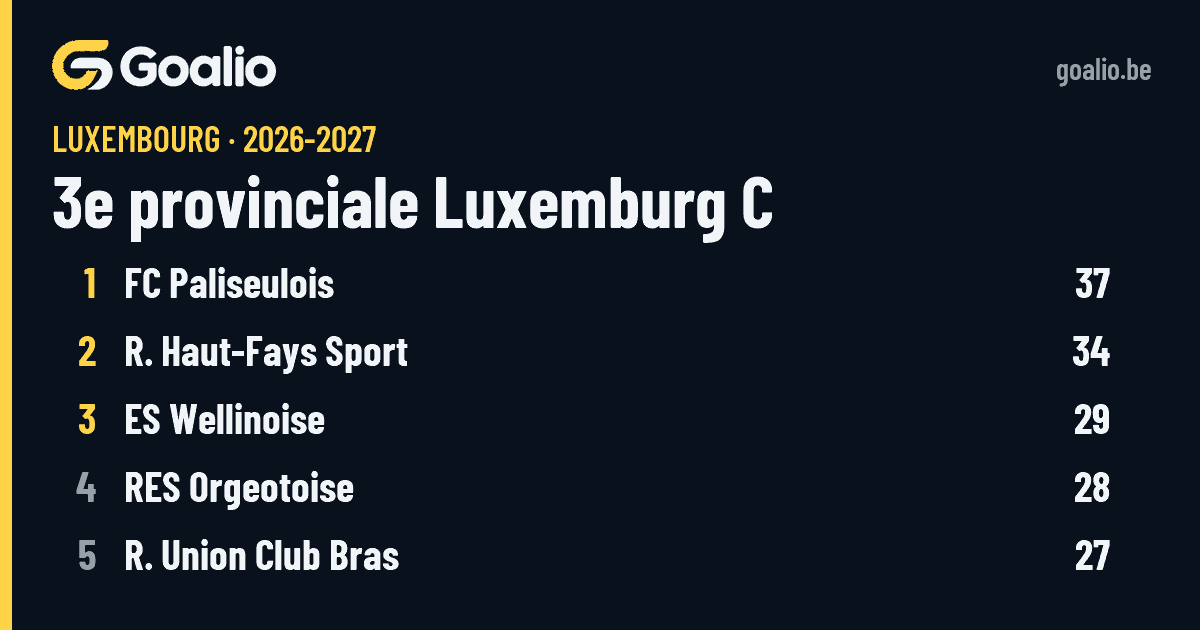 Goalio
goalio.be
LUXEMBOURG · 2026-2027
3e provinciale Luxemburg C
1 FC Paliseulois 37
2 R. Haut-Fays Sport 34
3 ES Wellinoise 29
4 RES Orgeotoise 28
5 R. Union Club Bras 27